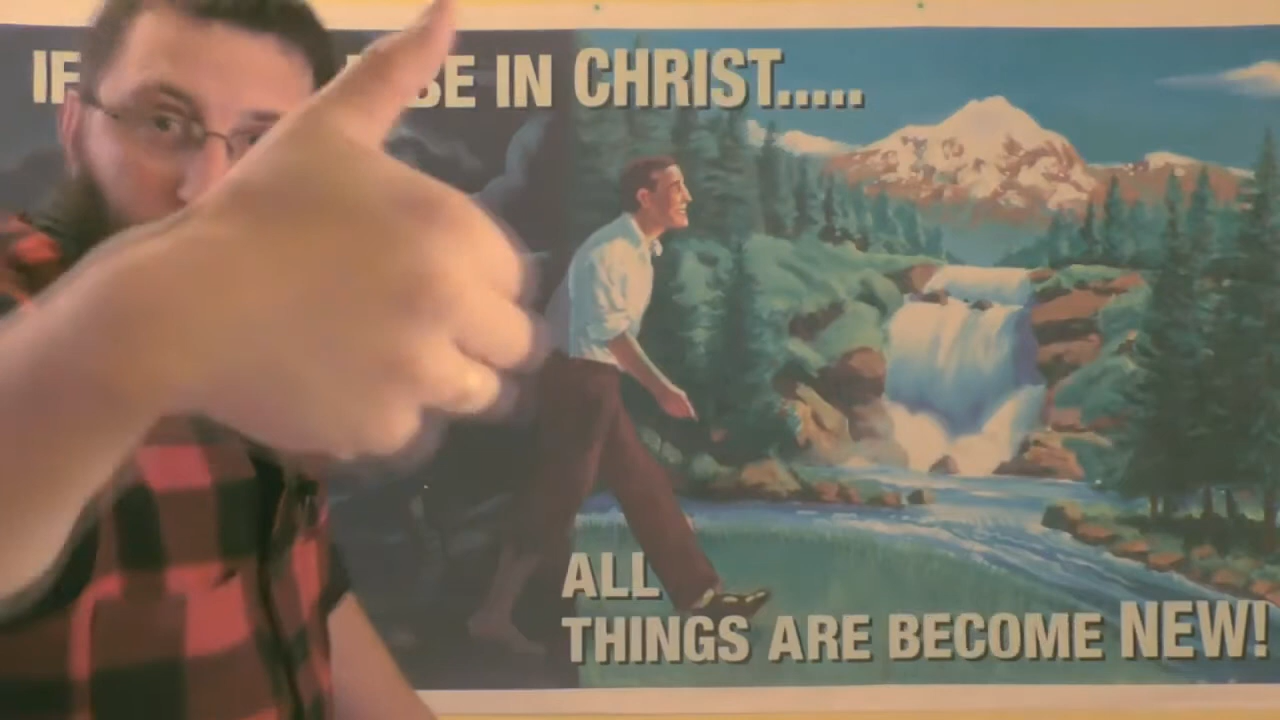 IF BE IN CHRIST.....
ALL
THINGS ARE BECOME NEW!